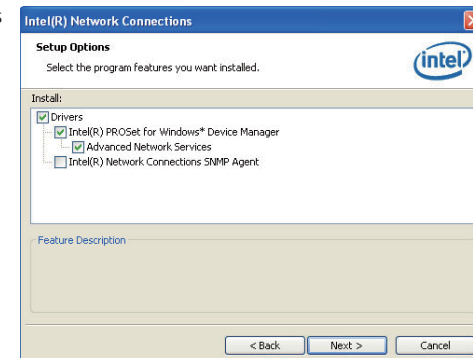 s
Intel(R) Network Connections
Setup Options
Select the program features you want installed.
intel
Install:
Drivers
Intel(R) PROSet for Windows* Device Manager
Advanced Network Services
Intel(R) Network Connections SNMP Agent
Feature Description
< Back Next > Cancel